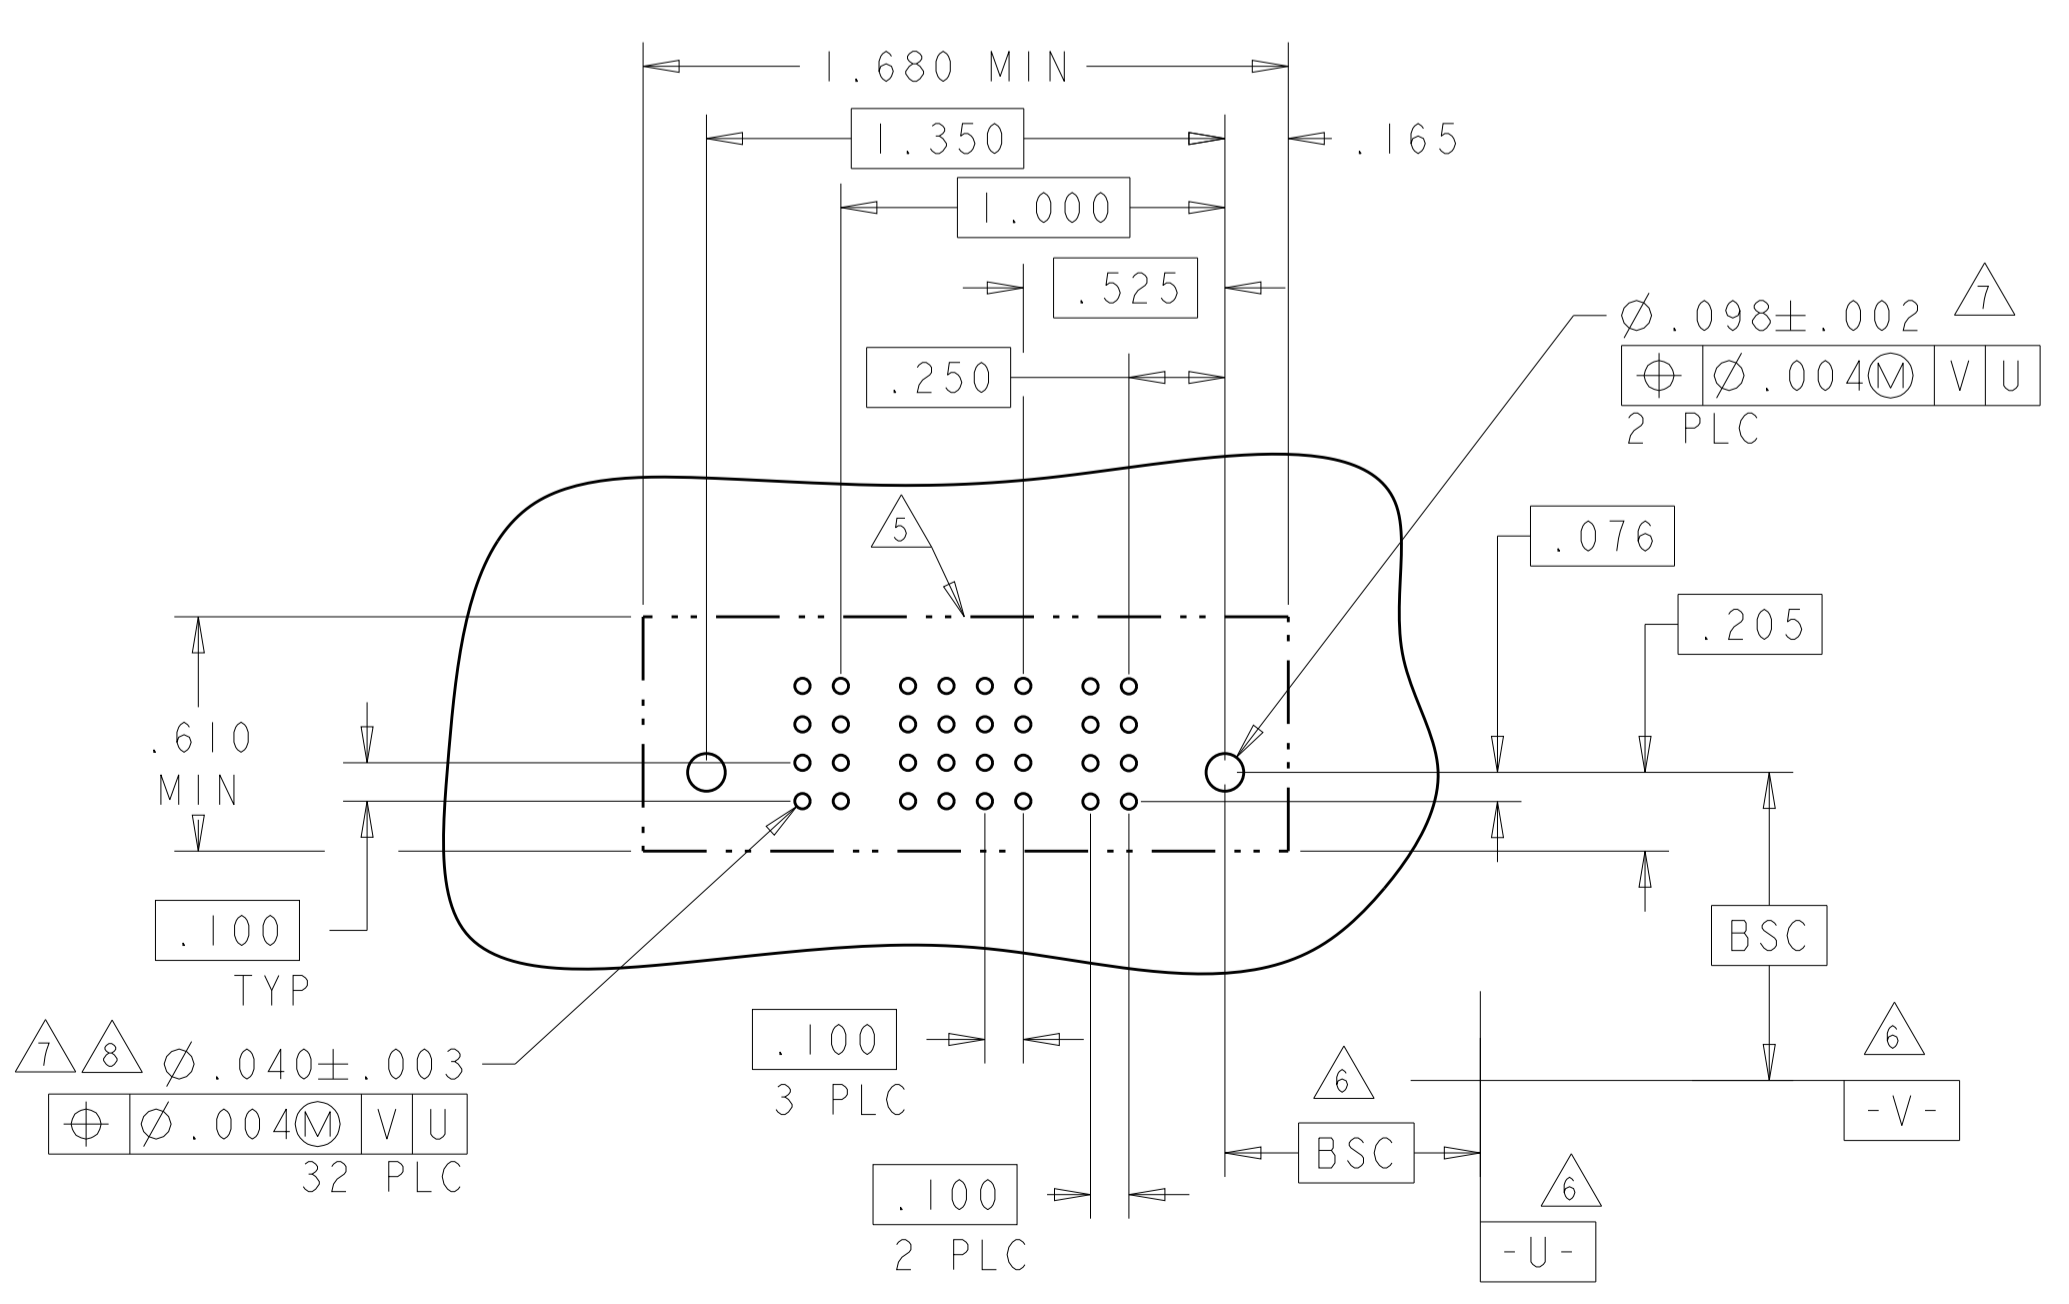 1.680 MIN
1.350
.165
1.000
.525
.250
Ø.098±.002
7
⌖ Ø.004Ⓜ V U
2 PLC
5
.076
.205
.610
MIN
.100
TYP
BSC
7 8 Ø.040±.003
⌖ Ø.004Ⓜ V U
32 PLC
.100
3 PLC
6
6
-V-
BSC
.100
2 PLC
6
-U-